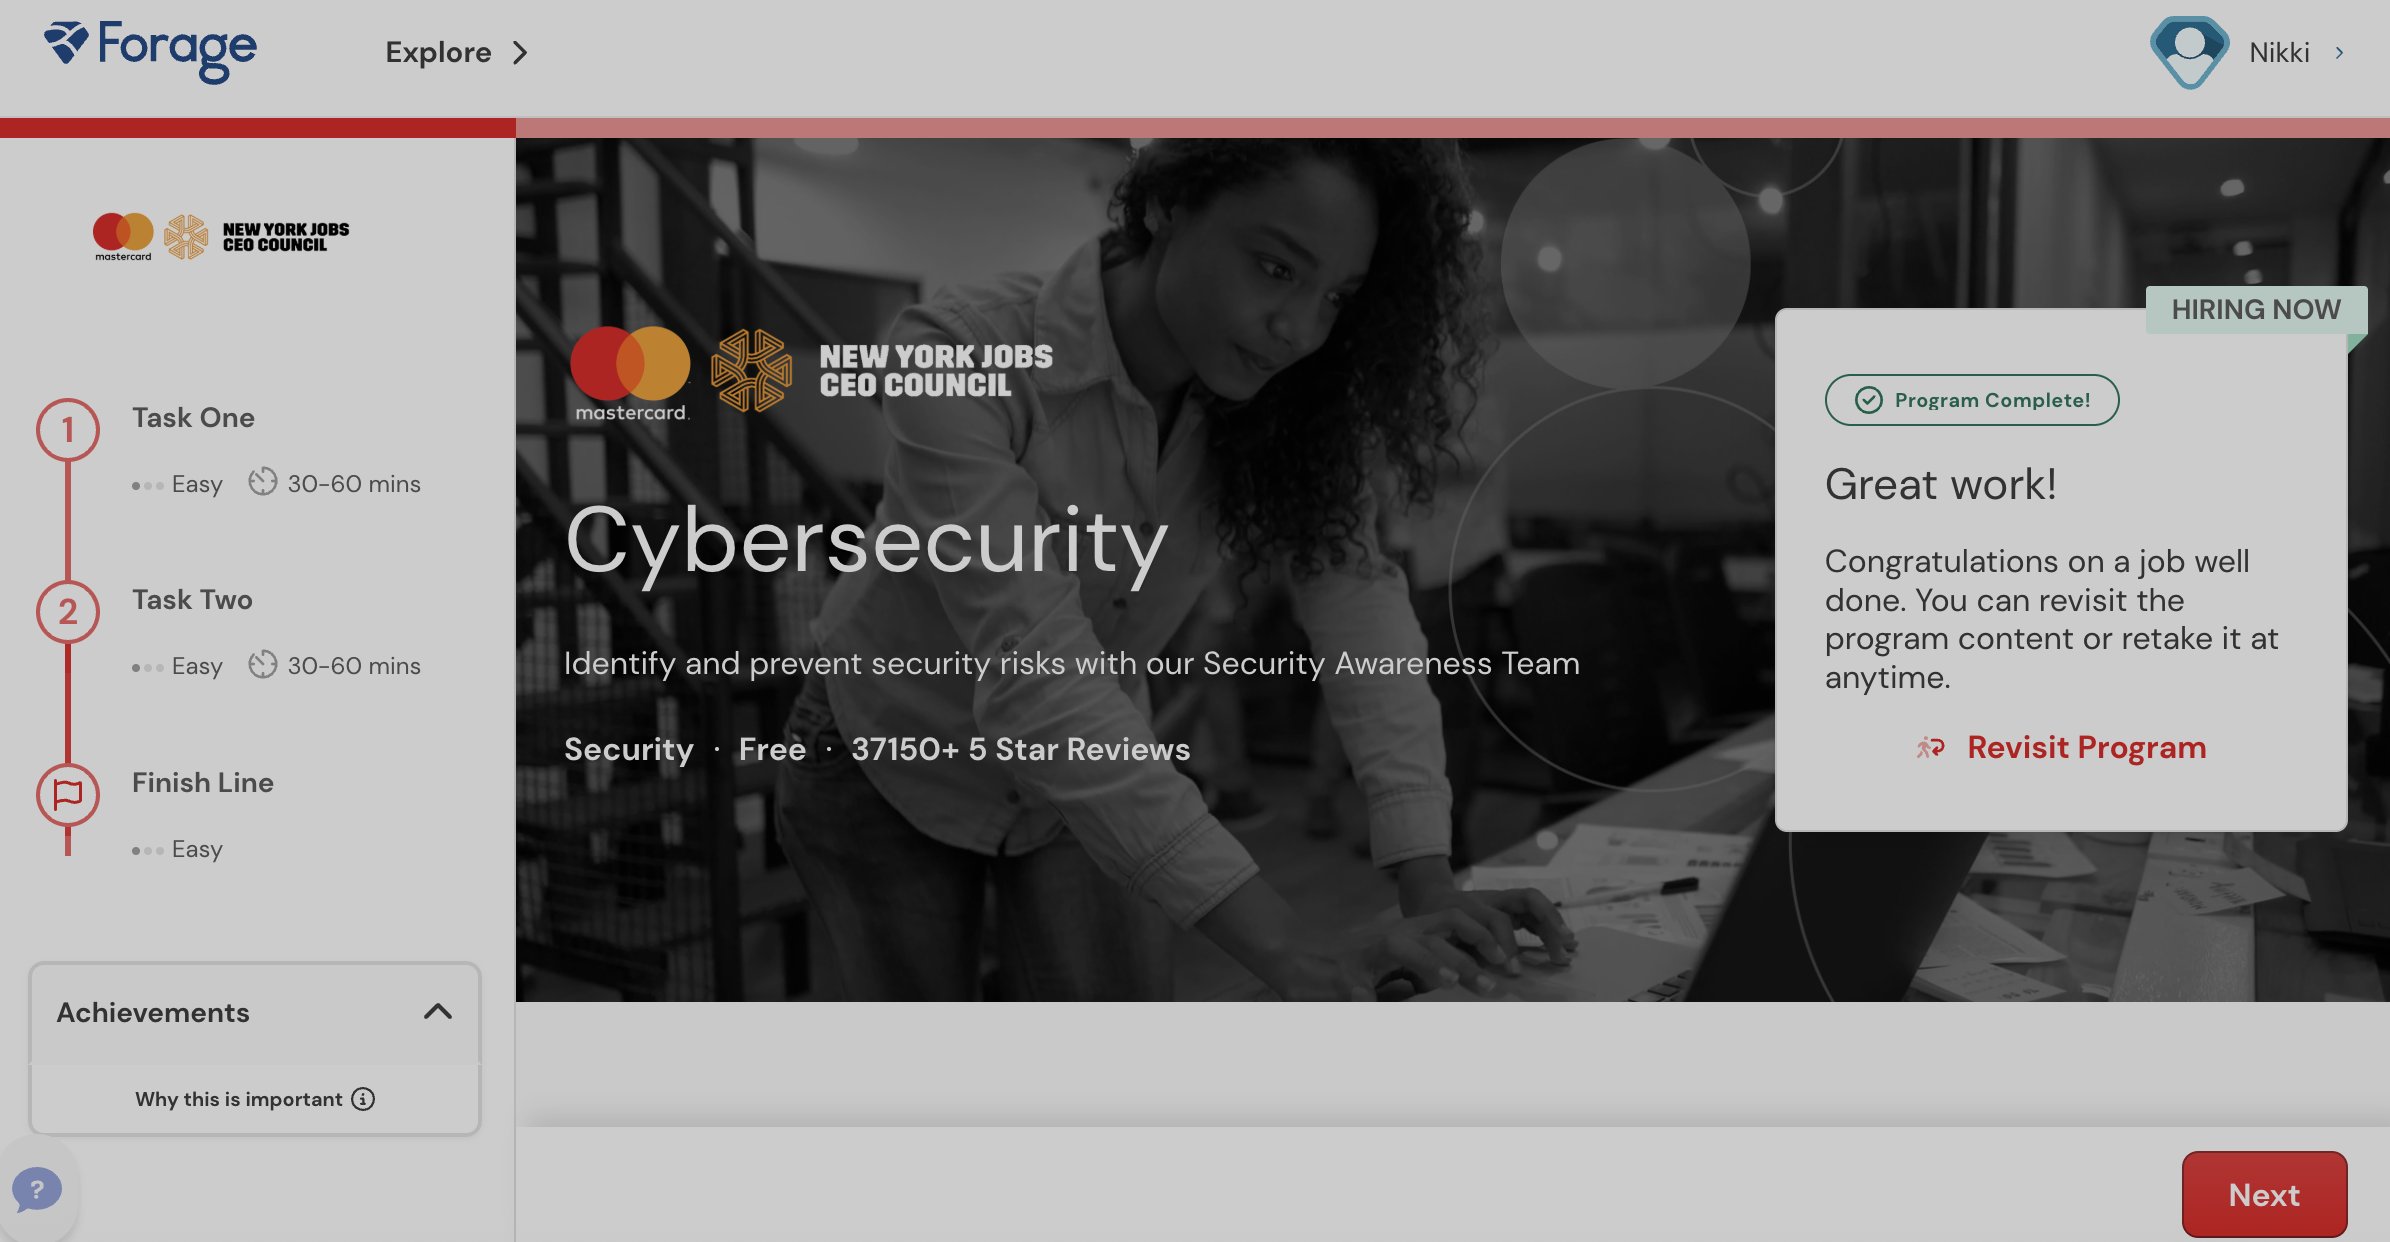 Forage
Explore
Nikki
mastercard
NEW YORK JOBS
CEO COUNCIL
1
Task One
Easy
30-60 mins
2
Task Two
Easy
30-60 mins
Finish Line
Easy
Achievements
Why this is important
?
mastercard.
NEW YORK JOBS
CEO COUNCIL
Cybersecurity
Identify and prevent security risks with our Security Awareness Team
Security · Free · 37150+ 5 Star Reviews
HIRING NOW
Program Complete!
Great work!
Congratulations on a job well
done. You can revisit the
program content or retake it at
anytime.
Revisit Program
Next